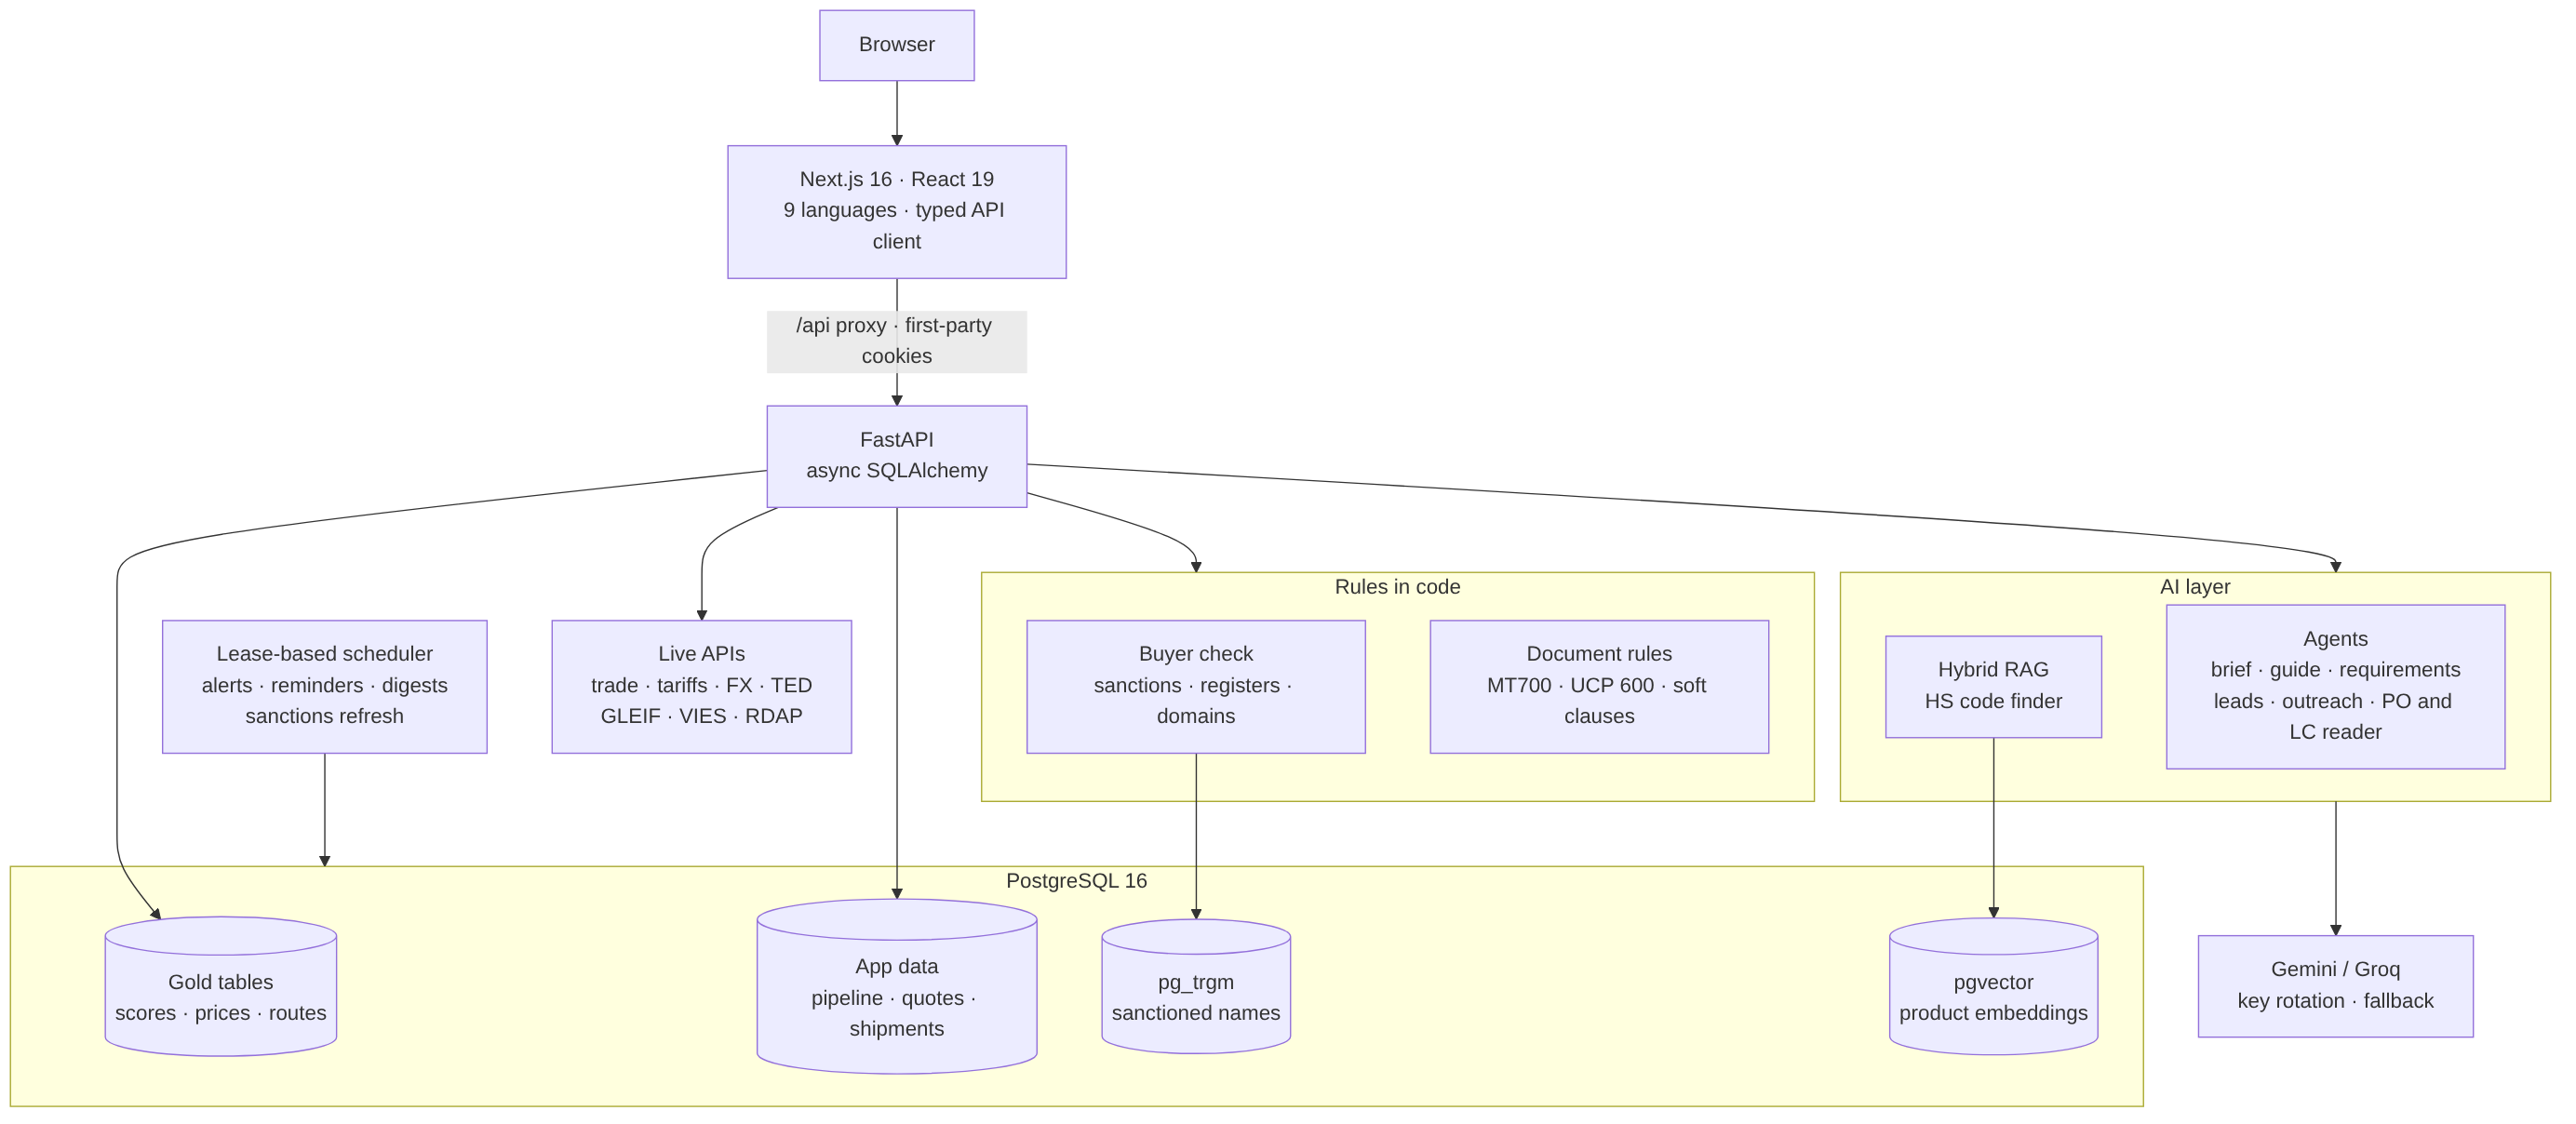 Browser
Next.js 16 · React 19
9 languages · typed API
client
/api proxy · first-party
cookies
FastAPI
async SQLAlchemy
Lease-based scheduler
alerts · reminders · digests
sanctions refresh
Live APIs
trade · tariffs · FX · TED
GLEIF · VIES · RDAP
Rules in code
Buyer check
sanctions · registers ·
domains
Document rules
MT700 · UCP 600 · soft
clauses
AI layer
Hybrid RAG
HS code finder
Agents
brief · guide · requirements
leads · outreach · PO and
LC reader
PostgreSQL 16
Gold tables
scores · prices · routes
App data
pipeline · quotes ·
shipments
pg_trgm
sanctioned names
pgvector
product embeddings
Gemini / Groq
key rotation · fallback